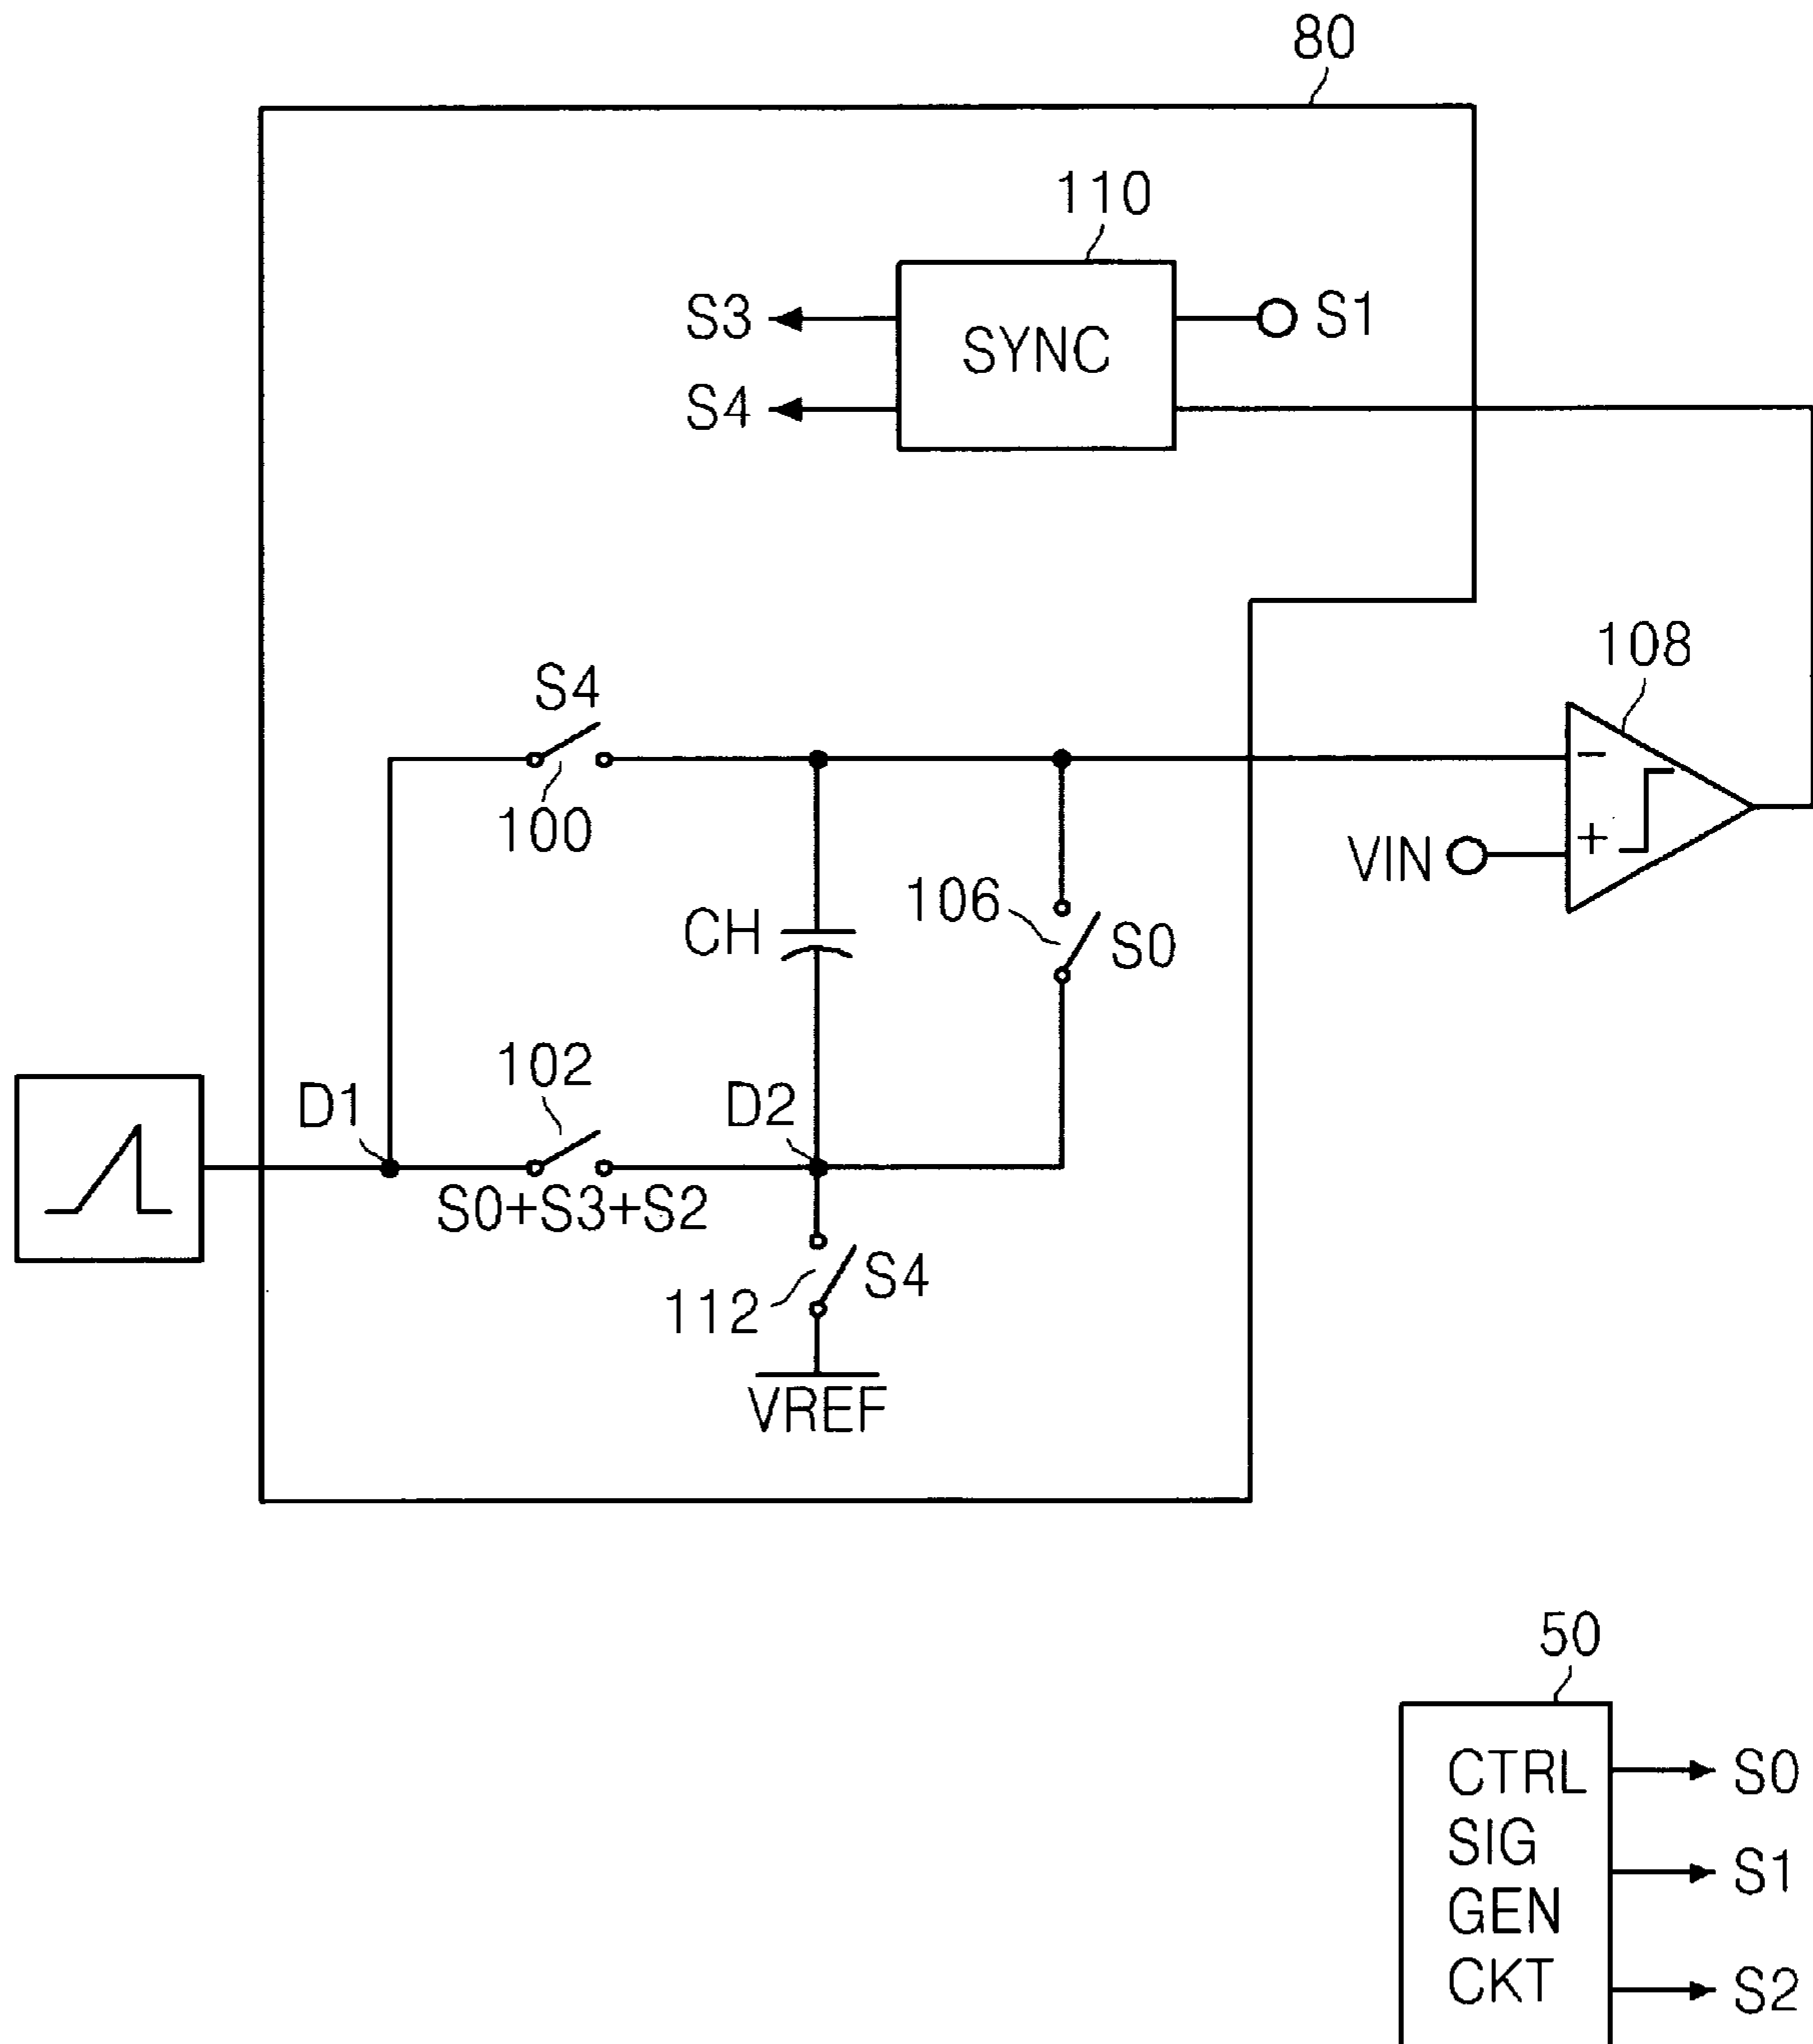 80
110
S3
SYNC
S1
S4
108
S4
100
−
+
VIN
106
CH
S0
102
D1
D2
S0+S3+S2
S4
112
VREF
50
CTRL
SIG
GEN
CKT
S0
S1
S2